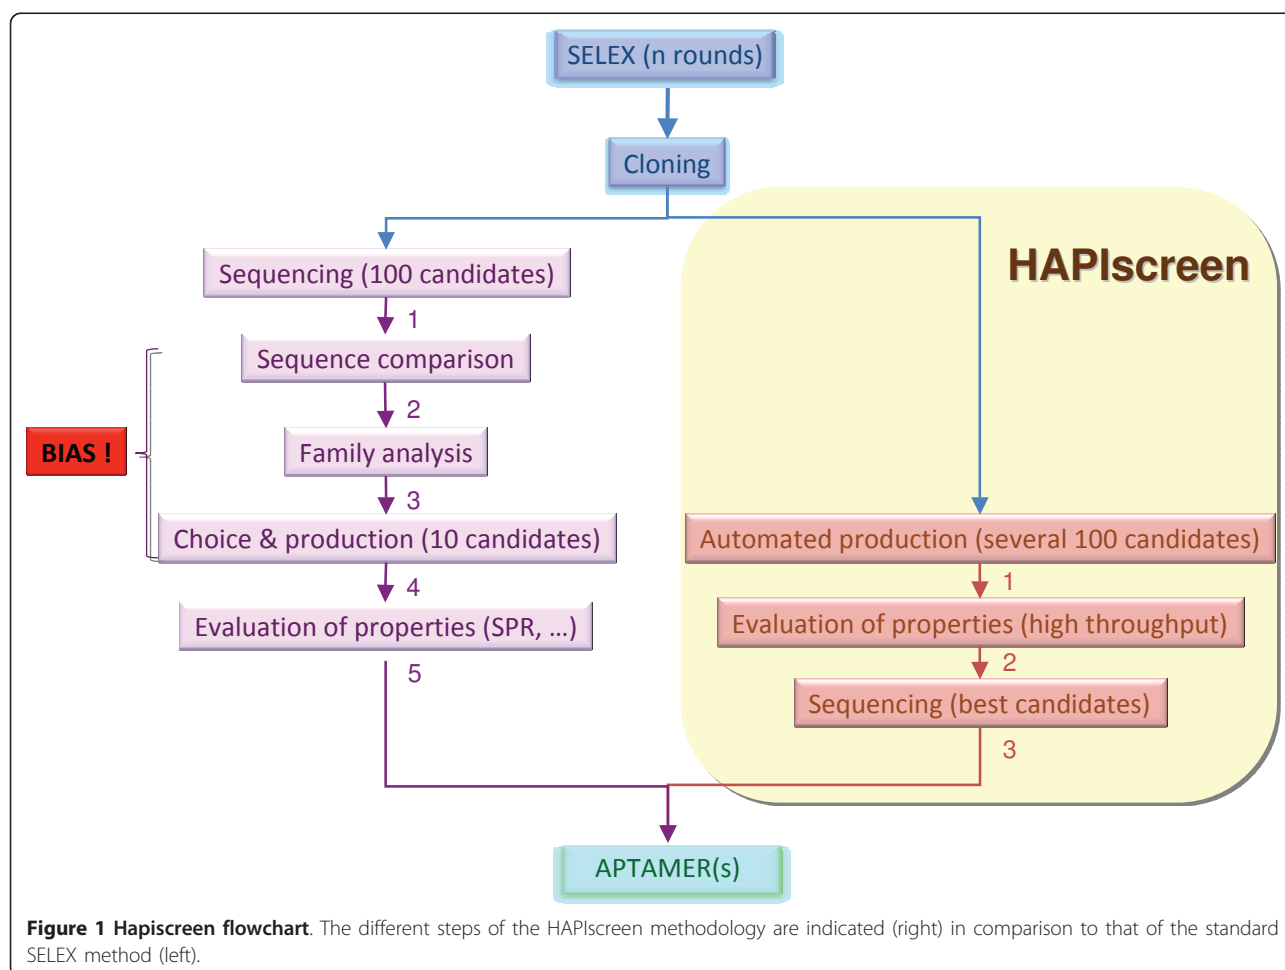 SELEX (n rounds)
Cloning
HAPIscreen
Sequencing (100 candidates)
1
Sequence comparison
2
BIAS !
Family analysis
3
Choice & production (10 candidates)
4
Evaluation of properties (SPR, ...)
5
Automated production (several 100 candidates)
1
Evaluation of properties (high throughput)
2
Sequencing (best candidates)
3
APTAMER(s)
Figure 1 Hapiscreen flowchart. The different steps of the HAPIscreen methodology are indicated (right) in comparison to that of the standard
SELEX method (left).